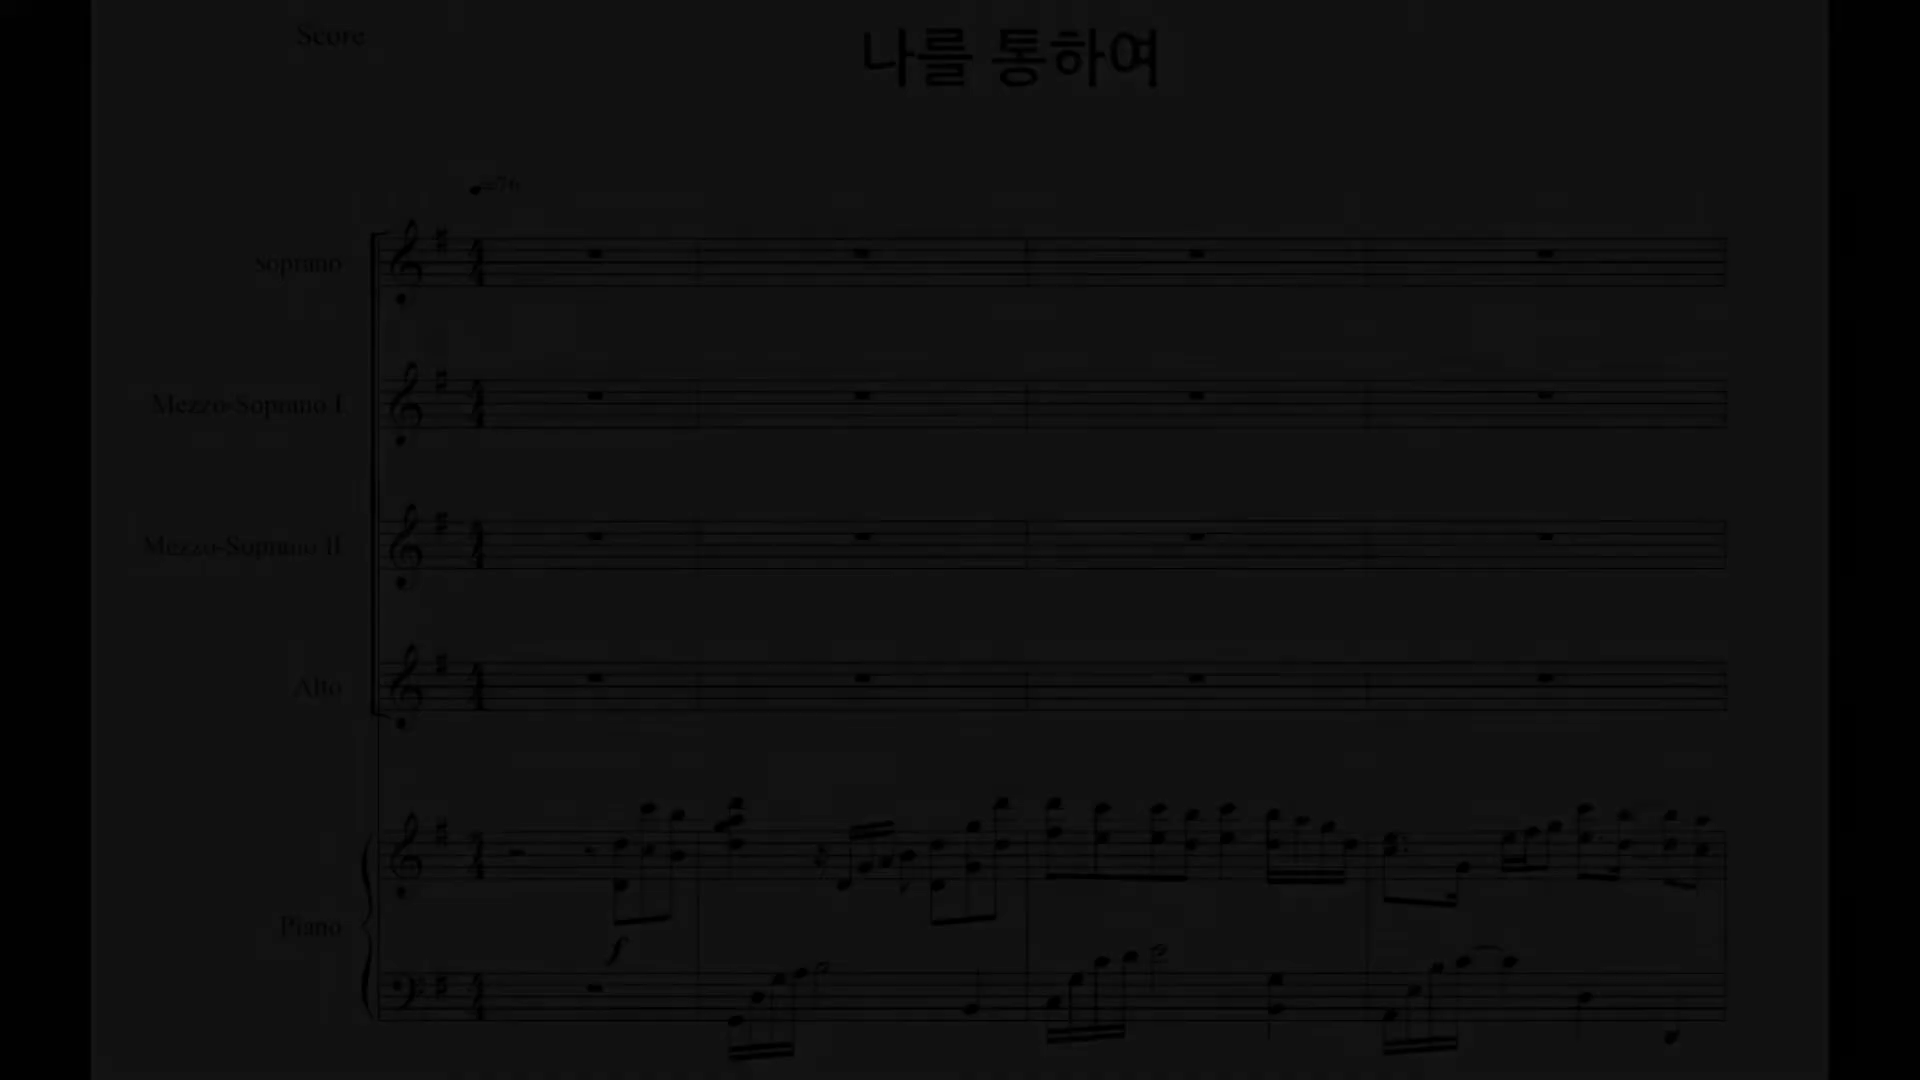 Score
나를 통하여
=76
soprano
Mezzo-Soprano I
Mezzo-Soprano II
Alto
Piano
f